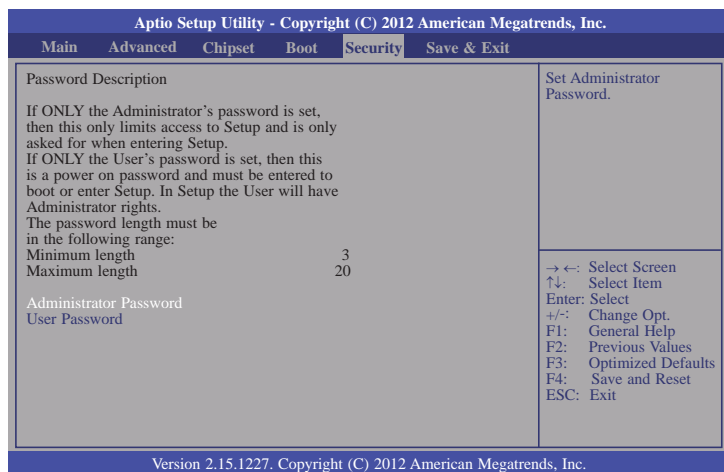 Aptio Setup Utility - Copyright (C) 2012 American Megatrends, Inc.
Main Advanced Chipset Boot Security Save & Exit
Password Description
If ONLY the Administrator's password is set,
then this only limits access to Setup and is only
asked for when entering Setup.
If ONLY the User's password is set, then this
is a power on password and must be entered to
boot or enter Setup. In Setup the User will have
Administrator rights.
The password length must be
in the following range:
Minimum length 3
Maximum length 20
Administrator Password
User Password
Set Administrator
Password.
→ ←: Select Screen
↑↓: Select Item
Enter: Select
+/-: Change Opt.
F1: General Help
F2: Previous Values
F3: Optimized Defaults
F4: Save and Reset
ESC: Exit
Version 2.15.1227. Copyright (C) 2012 American Megatrends, Inc.